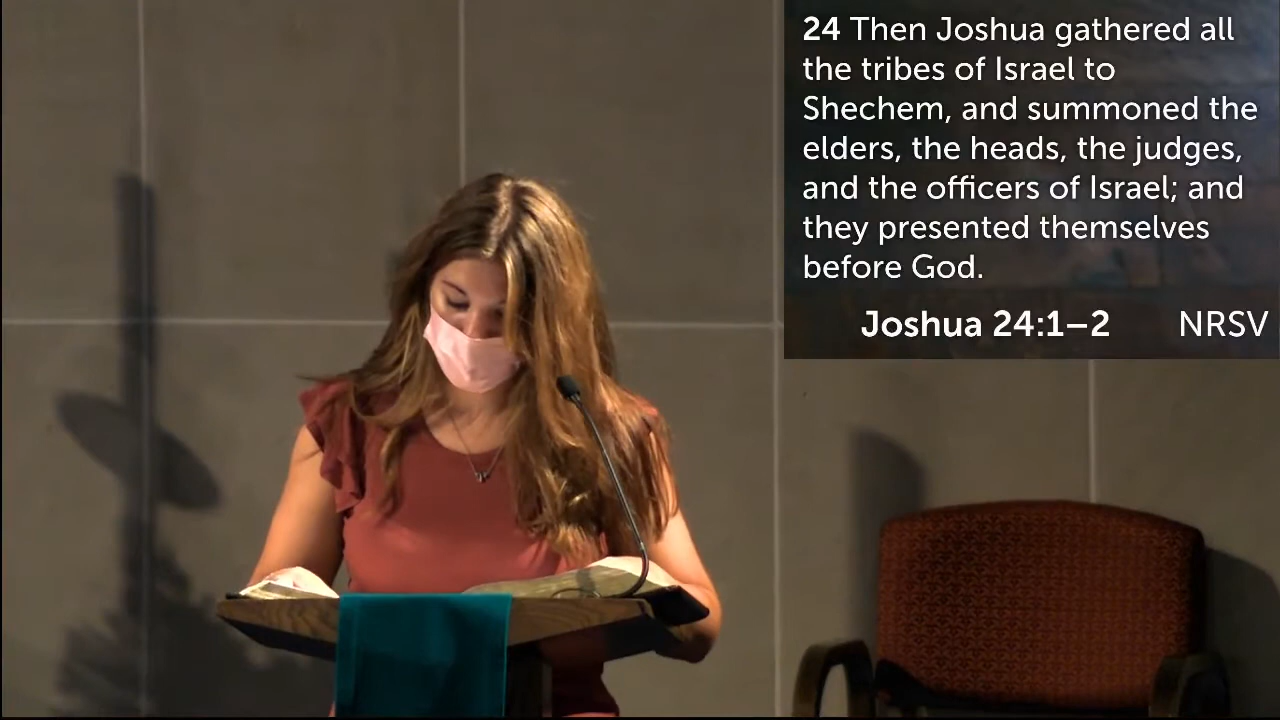 24 Then Joshua gathered all
the tribes of Israel to
Shechem, and summoned the
elders, the heads, the judges,
and the officers of Israel; and
they presented themselves
before God.
Joshua 24:1–2 NRSV